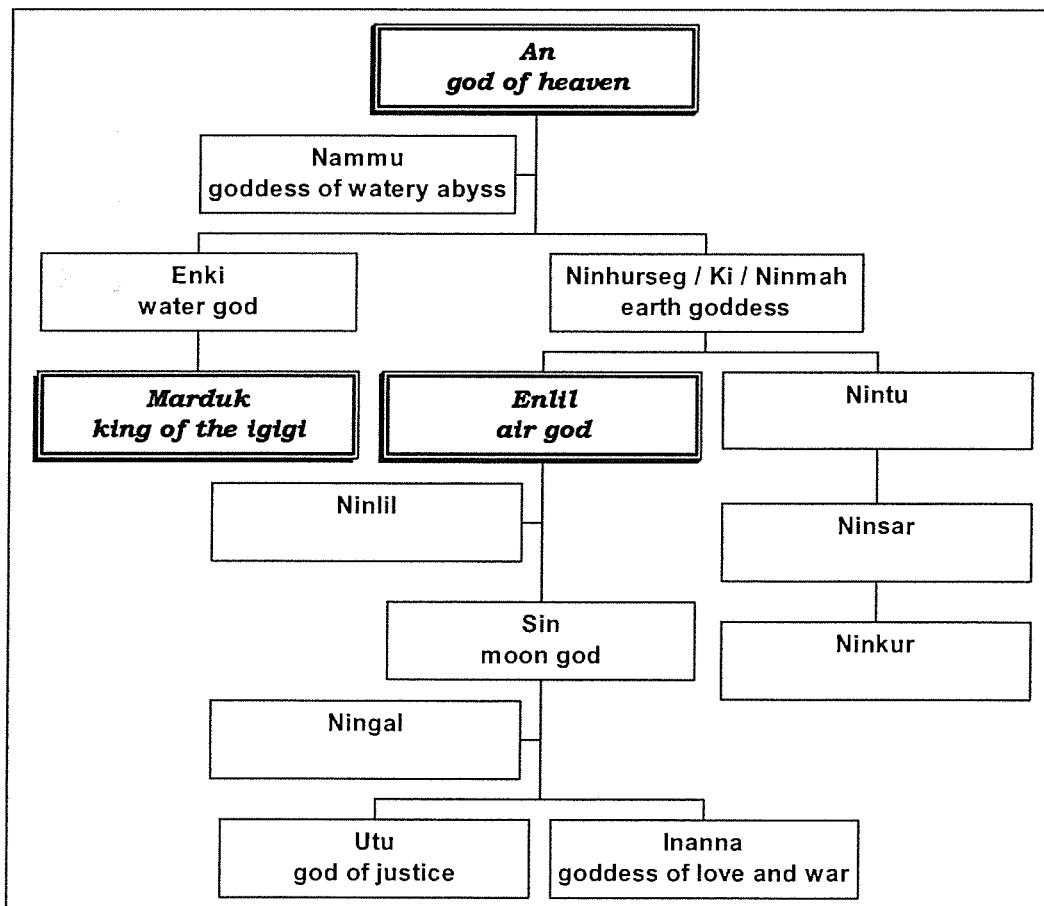 An
god of heaven
Nammu
goddess of watery abyss
Enki
water god
Ninhurseg / Ki / Ninmah
earth goddess
Marduk
king of the igigi
Enlil
air god
Nintu
Ninlil
Ninsar
Sin
moon god
Ninkur
Ningal
Utu
god of justice
Inanna
goddess of love and war